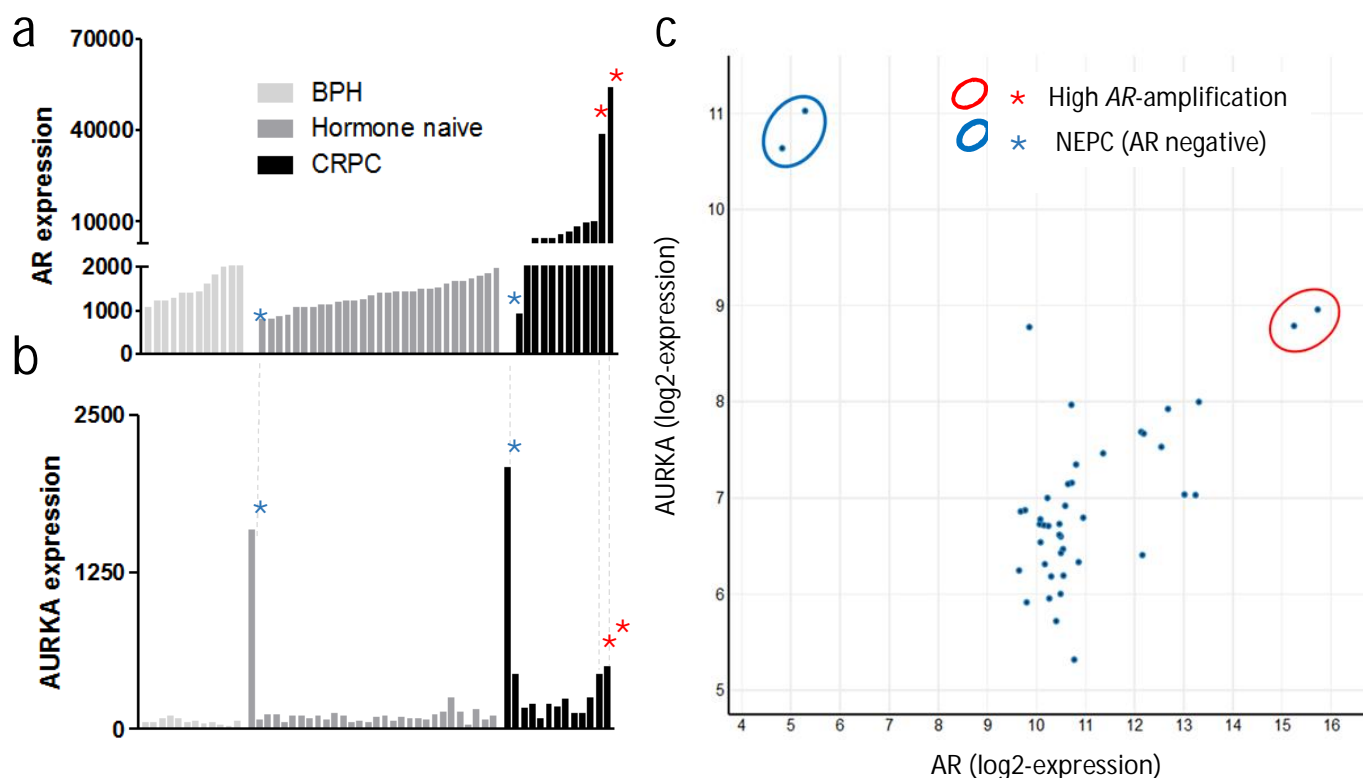 a
AR expression
70000
40000
10000
2000
1000
0
BPH
Hormone naive
CRPC
*
*
*
*
b
AURKA expression
2500
1250
0
*
*
*
*
c
AURKA (log2-expression)
11
10
9
8
7
6
5
* High AR-amplification
* NEPC (AR negative)
4 5 6 7 8 9 10 11 12 13 14 15 16
AR (log2-expression)